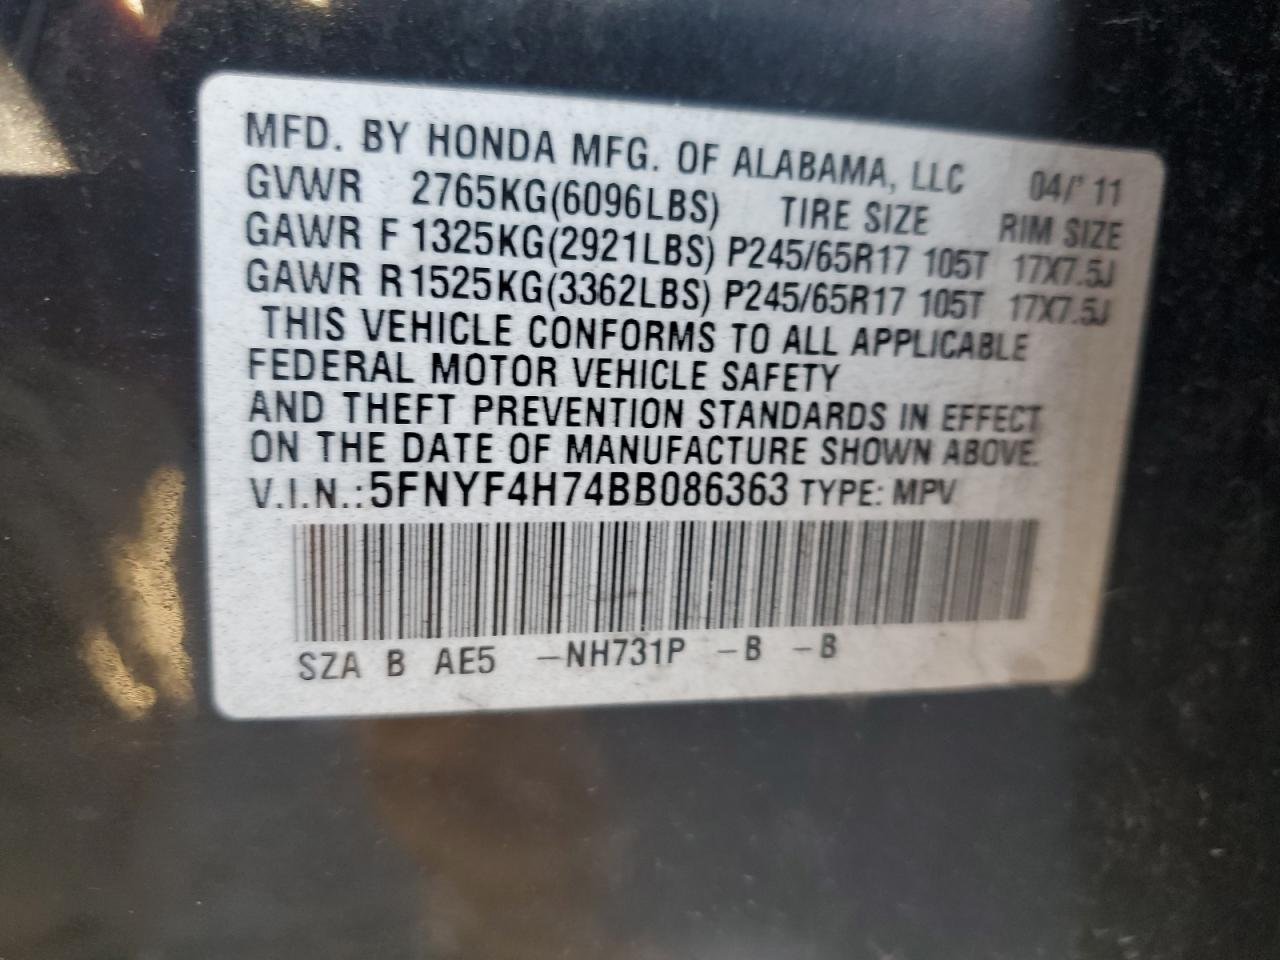 MFD. BY HONDA MFG. OF ALABAMA, LLC 04/'11
GVWR 2765KG(6096LBS) TIRE SIZE RIM SIZE
GAWR F 1325KG(2921LBS) P245/65R17 105T 17X7.5J
GAWR R 1525KG(3362LBS) P245/65R17 105T 17X7.5J
THIS VEHICLE CONFORMS TO ALL APPLICABLE
FEDERAL MOTOR VEHICLE SAFETY
AND THEFT PREVENTION STANDARDS IN EFFECT
ON THE DATE OF MANUFACTURE SHOWN ABOVE.
V.I.N.: 5FNYF4H74BB086363 TYPE: MPV
SZA B AE5 -NH731P -B -B